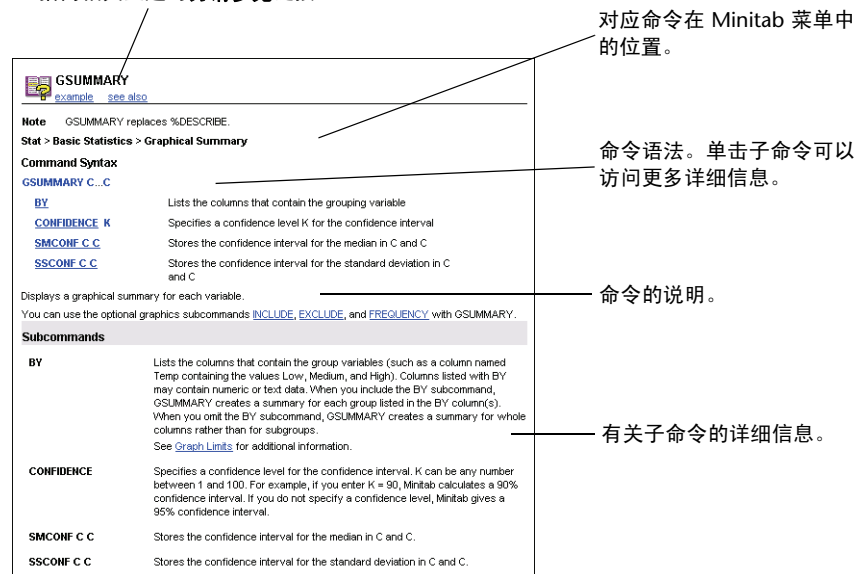 对应命令在 Minitab 菜单中
的位置。
GSUMMARY
example see also
Note GSUMMARY replaces %DESCRIBE.
Stat > Basic Statistics > Graphical Summary
Command Syntax
GSUMMARY C...C
BY Lists the columns that contain the grouping variable
CONFIDENCE K Specifies a confidence level K for the confidence interval
SMCONF C C Stores the confidence interval for the median in C and C
SSCONF C C Stores the confidence interval for the standard deviation in C
and C
命令语法。单击子命令可以
访问更多详细信息。
Displays a graphical summary for each variable.
命令的说明。
You can use the optional graphics subcommands INCLUDE, EXCLUDE, and FREQUENCY with GSUMMARY.
Subcommands
BY Lists the columns that contain the group variables (such as a column named
Temp containing the values Low, Medium, and High). Columns listed with BY
may contain numeric or text data. When you include the BY subcommand,
GSUMMARY creates a summary for each group listed in the BY column(s).
When you omit the BY subcommand, GSUMMARY creates a summary for whole
columns rather than for subgroups.
See Graph Limits for additional information.
有关子命令的详细信息。
CONFIDENCE Specifies a confidence level for the confidence interval. K can be any number
between 1 and 100. For example, if you enter K = 90, Minitab calculates a 90%
confidence interval. If you do not specify a confidence level, Minitab gives a
95% confidence interval.
SMCONF C C Stores the confidence interval for the median in C and C.
SSCONF C C Stores the confidence interval for the standard deviation in C and C.